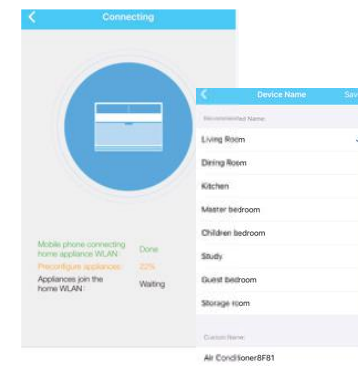 Connecting
Mobile phone connecting
home appliance WLAN:
Done
Preconfigure appliances:
22%
Appliances join the
home WLAN:
Waiting
Device Name
Sav
Recommended Name:
Living Room
Dining Room
Kitchen
Master bedroom
Children bedroom
Study
Guest bedroom
Storage room
Custom Name:
Air Conditioner8F81